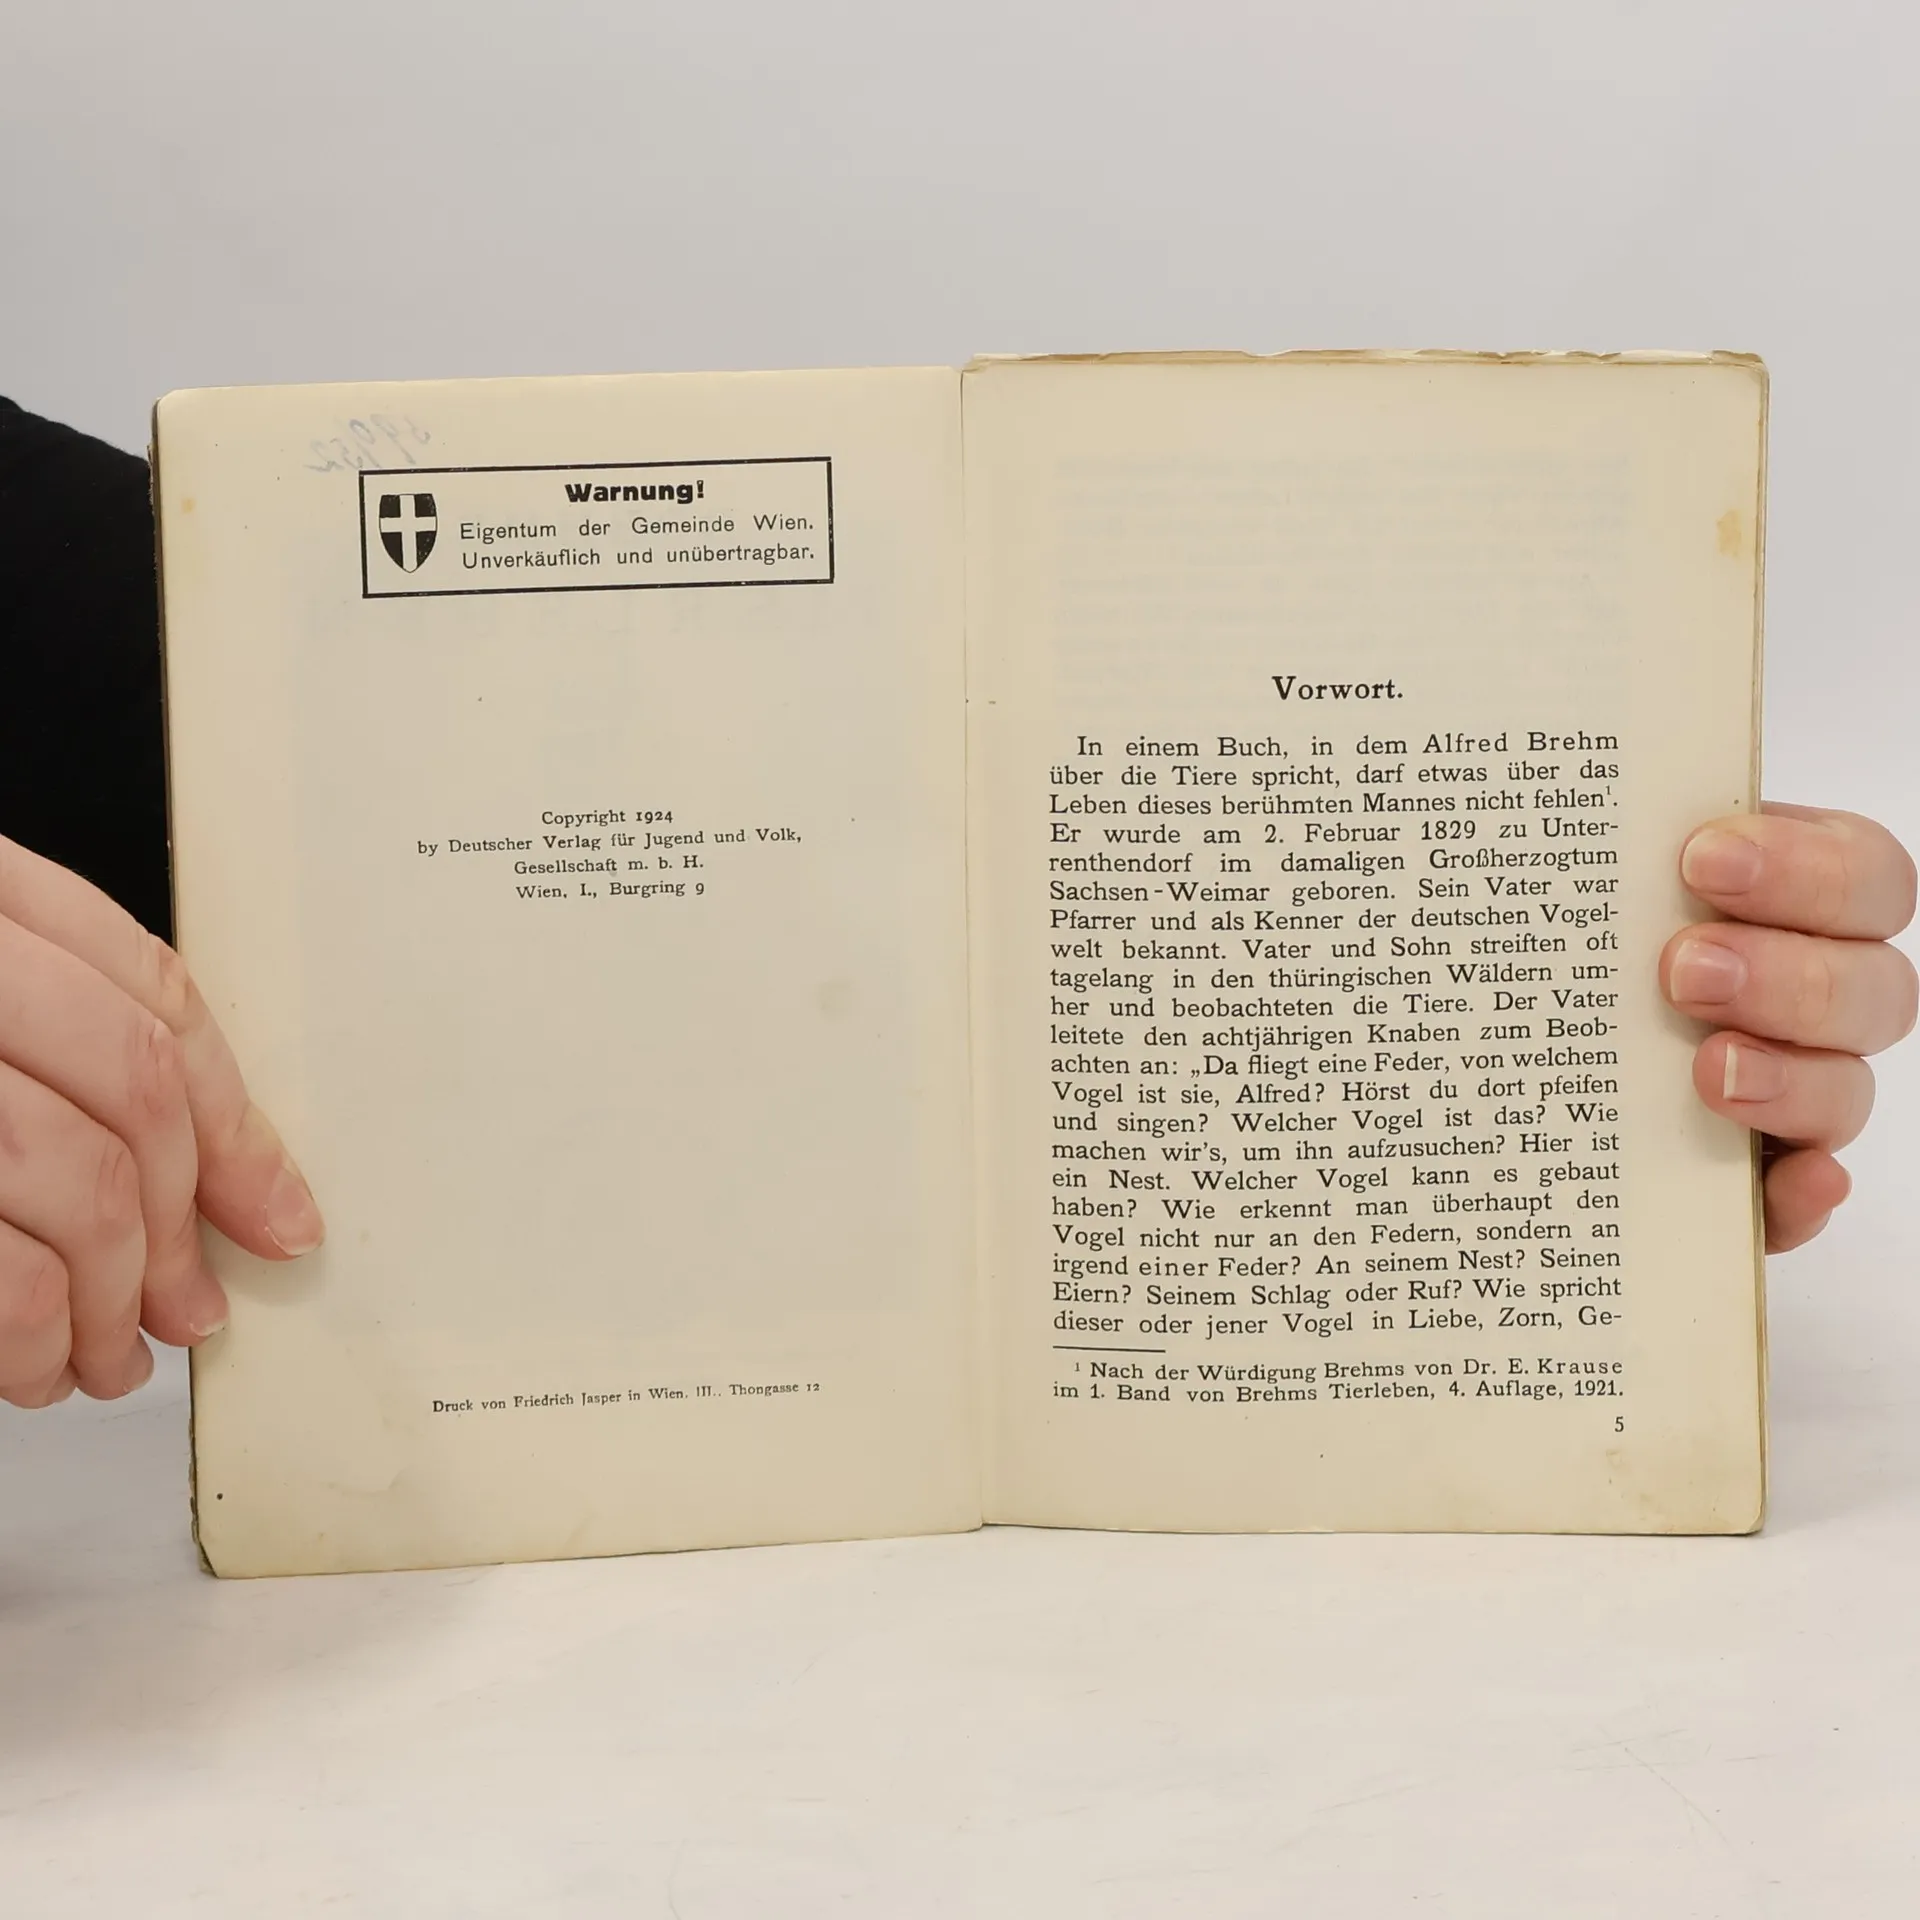 Warnung!
Eigentum der Gemeinde Wien.
Unverkäuflich und unübertragbar.
Copyright 1924
by Deutscher Verlag für Jugend und Volk,
Gesellschaft m. b. H.
Wien, I., Burgring 9
Druck von Friedrich Jasper in Wien, III., Thongasse 12
Vorwort.
In einem Buch, in dem Alfred Brehm
über die Tiere spricht, darf etwas über das
Leben dieses berühmten Mannes nicht fehlen¹.
Er wurde am 2. Februar 1829 zu Unter-
renthendorf im damaligen Großherzogtum
Sachsen-Weimar geboren. Sein Vater war
Pfarrer und als Kenner der deutschen Vogel-
welt bekannt. Vater und Sohn streiften oft
tagelang in den thüringischen Wäldern um-
her und beobachteten die Tiere. Der Vater
leitete den achtjährigen Knaben zum Beob-
achten an: „Da fliegt eine Feder, von welchem
Vogel ist sie, Alfred? Hörst du dort pfeifen
und singen? Welcher Vogel ist das? Wie
machen wir's, um ihn aufzusuchen? Hier ist
ein Nest. Welcher Vogel kann es gebaut
haben? Wie erkennt man überhaupt den
Vogel nicht nur an den Federn, sondern an
irgend einer Feder? An seinem Nest? Seinen
Eiern? Seinem Schlag oder Ruf? Wie spricht
dieser oder jener Vogel in Liebe, Zorn, Ge-
¹ Nach der Würdigung Brehms von Dr. E. Krause
im 1. Band von Brehms Tierleben, 4. Auflage, 1921.
5